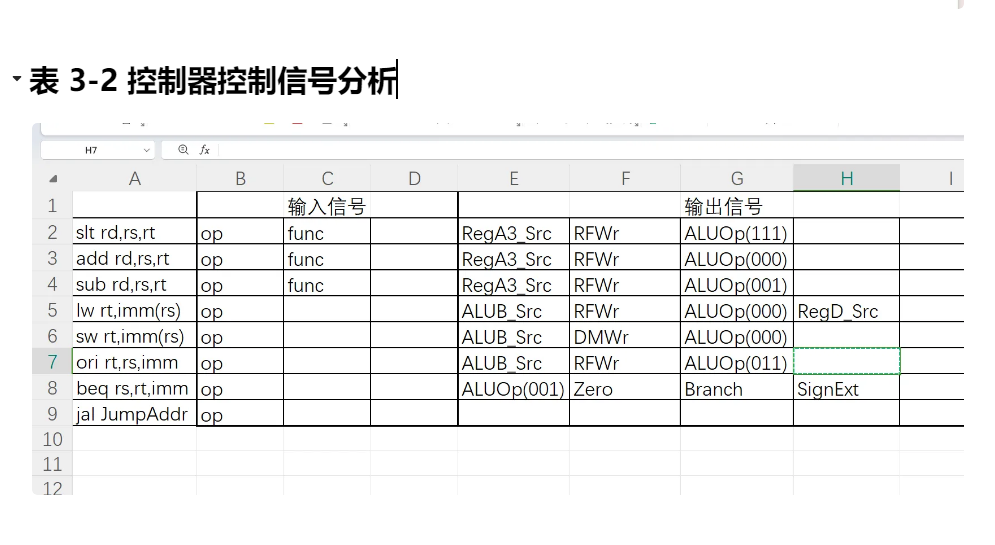 表 3-2 控制器控制信号分析
H7 fx
A B C D E F G H I
1 输入信号 输出信号
2 slt rd,rs,rt op func RegA3_Src RFWr ALUOp(111)
3 add rd,rs,rt op func RegA3_Src RFWr ALUOp(000)
4 sub rd,rs,rt op func RegA3_Src RFWr ALUOp(001)
5 lw rt,imm(rs) op ALUB_Src RFWr ALUOp(000) RegD_Src
6 sw rt,imm(rs) op ALUB_Src DMWr ALUOp(000)
7 ori rt,rs,imm op ALUB_Src RFWr ALUOp(011)
8 beq rs,rt,imm op ALUOp(001) Zero Branch SignExt
9 jal JumpAddr op
10
11
12